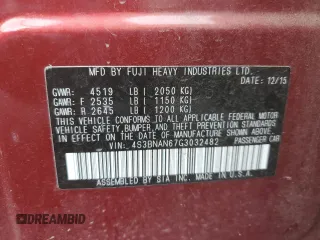 MFD BY FUJI HEAVY INDUSTRIES LTD.
12/15
GVWR: 4519 LB ( 2050 KG)
GAWR: F 2535 LB ( 1150 KG)
GAWR: R 2645 LB ( 1200 KG)
THIS VEHICLE CONFORMS TO ALL APPLICABLE FEDERAL MOTOR
VEHICLE SAFETY, BUMPER, AND THEFT PREVENTION STANDARDS
IN EFFECT ON THE DATE OF MANUFACTURE SHOWN ABOVE.
VIN: 4S3BNAN67G3032482 PASSENGER CAR
ASSEMBLED BY SIA INC. MADE IN U.S.A.
DREAMBID